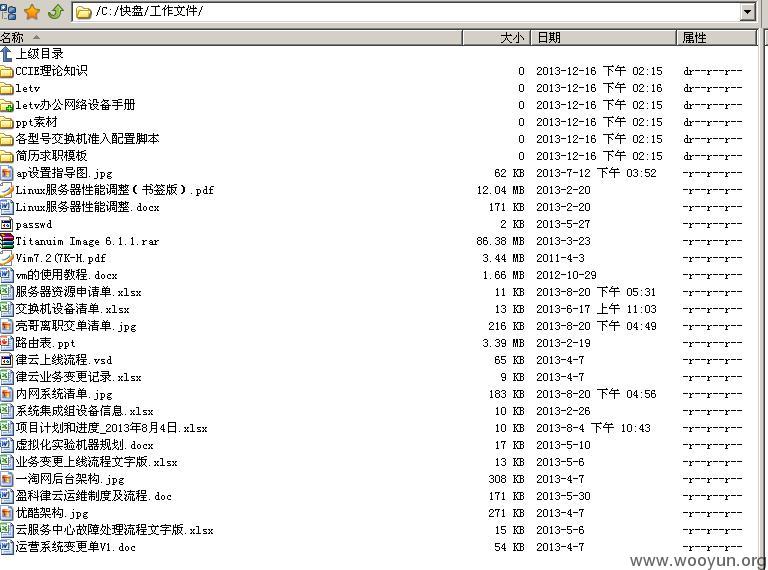 /C:/快盘/工作文件/
名称 大小 日期 属性
上级目录
CCIE理论知识 0 2013-12-16 下午 02:15 dr--r--r--
letv 0 2013-12-16 下午 02:16 dr--r--r--
letv办公网络设备手册 0 2013-12-16 下午 02:15 dr--r--r--
ppt素材 0 2013-12-16 下午 02:15 dr--r--r--
各型号交换机准入配置脚本 0 2013-12-16 下午 02:15 dr--r--r--
简历求职模板 0 2013-12-16 下午 02:15 dr--r--r--
ap设置指导图.jpg 62 KB 2013-7-12 下午 03:52 -r--r--r--
Linux服务器性能调整（书签版）.pdf 12.04 MB 2013-2-20 -r--r--r--
Linux服务器性能调整.docx 171 KB 2013-2-20 -r--r--r--
passwd 2 KB 2013-5-27 -r--r--r--
Titanuim Image 6.1.1.rar 86.38 MB 2013-3-23 -r--r--r--
Vim7.2(7K-H.pdf 3.44 MB 2011-4-3 -r--r--r--
vm的使用教程.docx 1.66 MB 2012-10-29 -r--r--r--
服务器资源申请单.xlsx 11 KB 2013-8-20 下午 05:31 -r--r--r--
交换机设备清单.xlsx 13 KB 2013-6-17 上午 11:03 -r--r--r--
亮哥离职交单清单.jpg 216 KB 2013-8-20 下午 04:49 -r--r--r--
路由表.ppt 3.39 MB 2013-2-19 -r--r--r--
律云上线流程.vsd 65 KB 2013-4-7 -r--r--r--
律云业务变更记录.xlsx 9 KB 2013-4-7 -r--r--r--
内网系统清单.jpg 183 KB 2013-8-20 下午 04:56 -r--r--r--
系统集成组设备信息.xlsx 10 KB 2013-2-26 -r--r--r--
项目计划和进度_2013年8月4日.xlsx 10 KB 2013-8-4 下午 10:43 -r--r--r--
虚拟化实验机器规划.docx 17 KB 2013-5-10 -r--r--r--
业务变更上线流程文字版.xlsx 13 KB 2013-5-6 -r--r--r--
一淘网后台架构.jpg 308 KB 2013-4-7 -r--r--r--
盈科律云运维制度及流程.doc 171 KB 2013-5-30 -r--r--r--
优酷架构.jpg 271 KB 2013-4-7 -r--r--r--
云服务中心故障处理流程文字版.xlsx 15 KB 2013-5-6 -r--r--r--
运营系统变更单V1.doc 54 KB 2013-4-7 -r--r--r--
www.wooyun.org